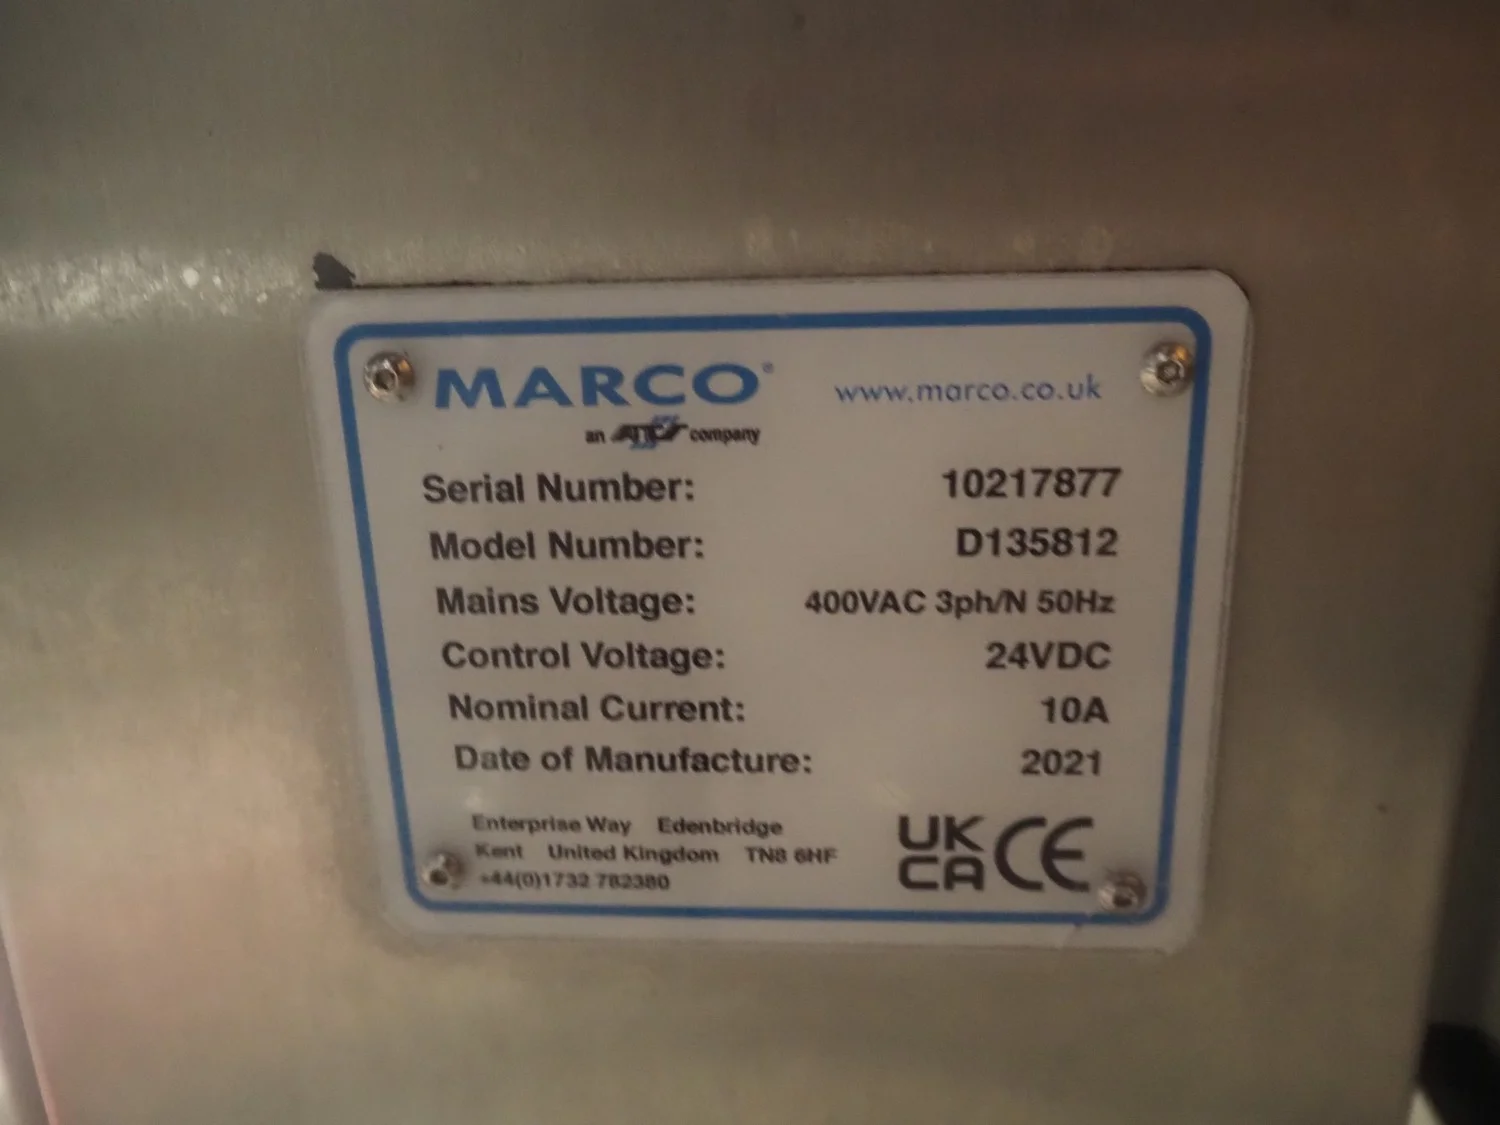 MARCO®
www.marco.co.uk
an company
Serial Number: 10217877
Model Number: D135812
Mains Voltage: 400VAC 3ph/N 50Hz
Control Voltage: 24VDC
Nominal Current: 10A
Date of Manufacture: 2021
Enterprise Way Edenbridge
Kent United Kingdom TN8 6HF
+44(0)1732 782380
UK
CA CE